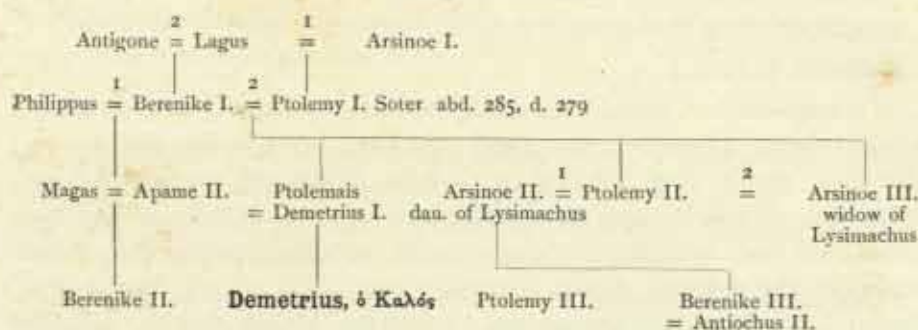 2 1
Antigone = Lagus = Arsinoe I.
1 2
Philippus = Berenike I. = Ptolemy I. Soter abd. 285, d. 279
1 2
Magas = Apame II. Ptolemais Arsinoe II. = Ptolemy II. = Arsinoe III.
= Demetrius I. dau. of Lysimachus widow of
Lysimachus
Berenike II. Demetrius, ὁ Καλός Ptolemy III. Berenike III.
= Antiochus II.